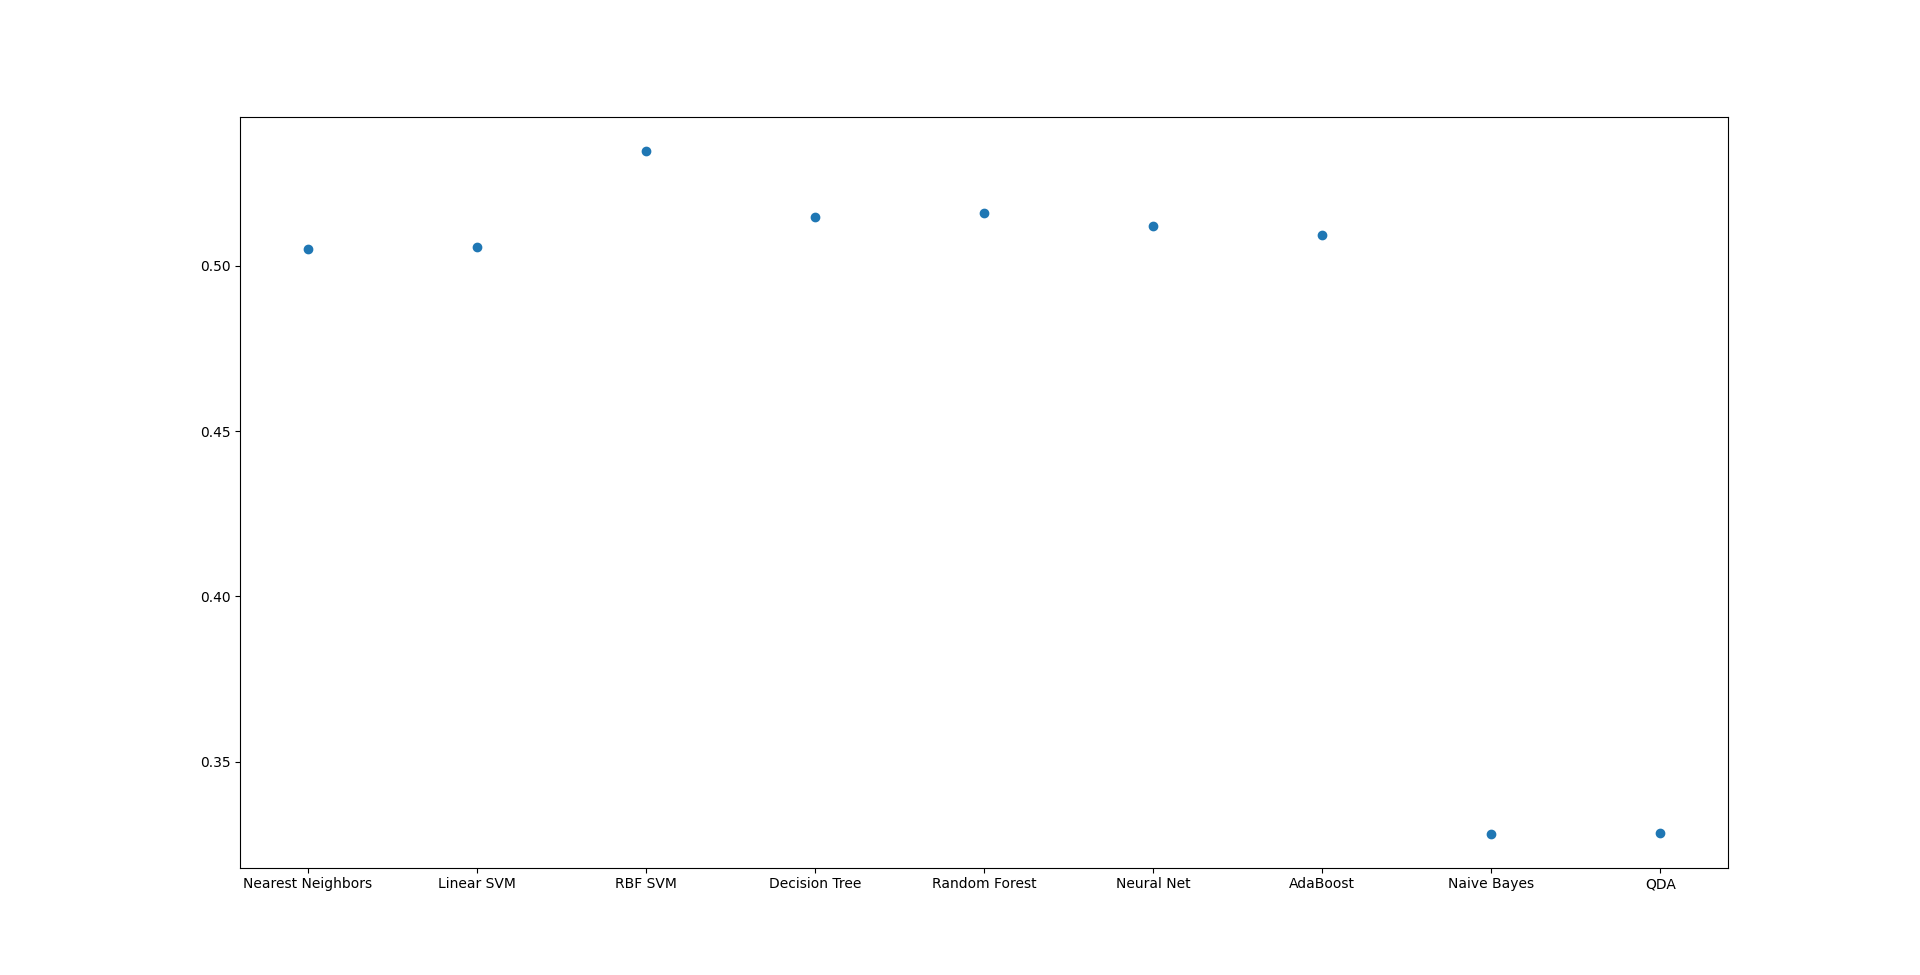 0.50
0.45
0.40
0.35
Nearest Neighbors Linear SVM RBF SVM Decision Tree Random Forest Neural Net AdaBoost Naive Bayes QDA